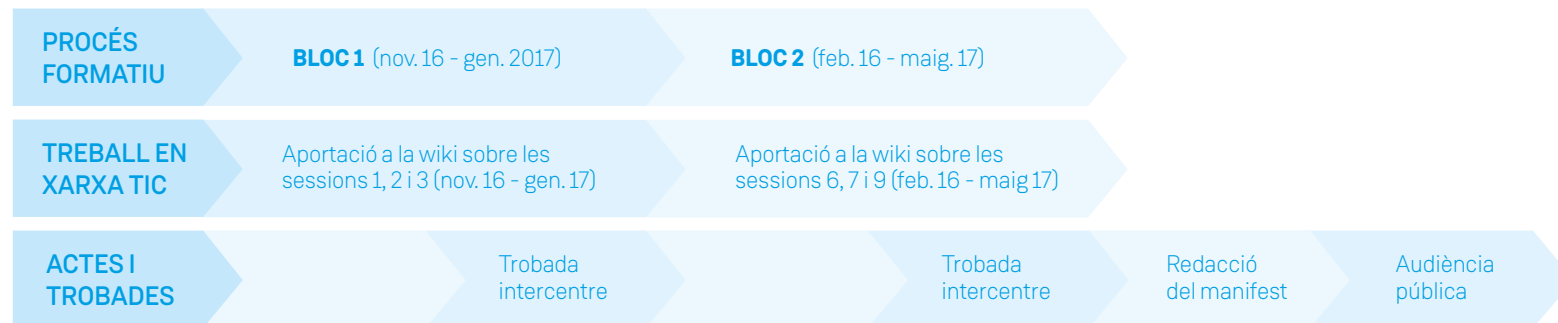 PROCÉS
FORMATIU
BLOC 1 (nov. 16 - gen. 2017)
BLOC 2 (feb. 16 - maig. 17)
TREBALL EN
XARXA TIC
Aportació a la wiki sobre les
sessions 1, 2 i 3 (nov. 16 - gen. 17)
Aportació a la wiki sobre les
sessions 6, 7 i 9 (feb. 16 - maig 17)
ACTES I
TROBADES
Trobada
intercentre
Trobada
intercentre
Redacció
del manifest
Audiència
pública